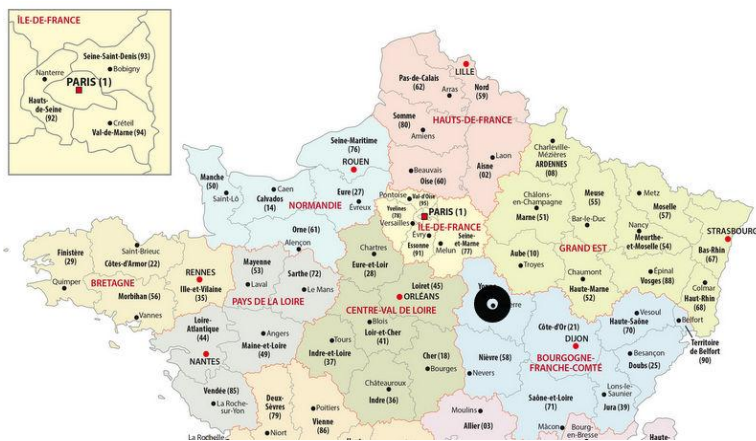 ÎLE-DE-FRANCE
Seine-Saint-Denis (93)
Bobigny
Nanterre
PARIS (1)
Hauts-
de-Seine
(92)
Créteil
Val-de-Marne (94)
LILLE
Pas-de-Calais
(62)
Nord
(59)
Arras
Somme
(80)
HAUTS-DE-FRANCE
Amiens
Seine-Maritime
(76)
ROUEN
Beauvais
Oise (60)
Laon
Aisne
(02)
Charleville-
Mézières
ARDENNES
(08)
Manche
(50)
Saint-Lô
Caen
Calvados
(14)
NORMANDIE
Eure (27)
Évreux
Orne (61)
Alençon
Pontoise
Val-d'Oise
(95)
Yvelines
(78)
Versailles
PARIS (1)
ÎLE-DE-FRANCE
Évry
Essonne
(91)
Melun
Seine-
et-Marne
(77)
Châlons-
en-Champagne
Marne (51)
Meuse
(55)
Bar-le-Duc
Metz
Moselle
(57)
Nancy
Meurthe-
et-Moselle (54)
STRASBOURG
Bas-Rhin
(67)
GRAND EST
Aube (10)
Troyes
Chaumont
Haute-Marne
(52)
Épinal
Vosges (88)
Colmar
Haut-Rhin
(68)
Finistère
(29)
Quimper
Saint-Brieuc
Côtes-d'Armor (22)
BRETAGNE
Morbihan (56)
Vannes
RENNES
Ille-et-Vilaine
(35)
Mayenne
(53)
Laval
Sarthe (72)
Le Mans
PAYS DE LA LOIRE
Loire-
Atlantique
(44)
NANTES
Angers
Maine-et-Loire
(49)
Vendée (85)
La Roche-
sur-Yon
Chartres
Eure-et-Loir
(28)
Loiret (45)
ORLÉANS
CENTRE-VAL DE LOIRE
Blois
Loir-et-Cher
(41)
Tours
Indre-et-Loire
(37)
Cher (18)
Bourges
Châteauroux
Indre (36)
Côte-d'Or (21)
DIJON
BOURGOGNE-
FRANCHE-COMTÉ
Nièvre (58)
Nevers
Haute-Saône
(70)
Vesoul
Belfort
Territoire
de Belfort
(90)
Besançon
Doubs (25)
Lons-le-
Saunier
Jura (39)
Saône-et-Loire
(71)
Mâcon
Bourg-
en-Bresse
Moulins
Allier (03)
Deux-
Sèvres
(79)
Niort
Poitiers
Vienne
(86)
La Rochelle
Haute-